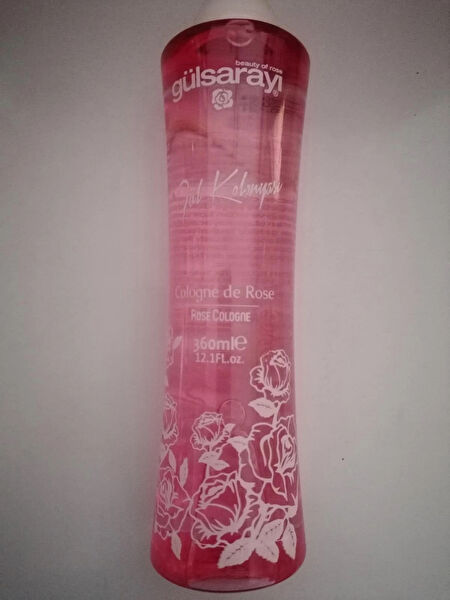 beauty of rose
gülsarayı
Gül Kolonyası
Cologne de Rose
ROSE COLOGNE
360ml e
12.1FL.oz.